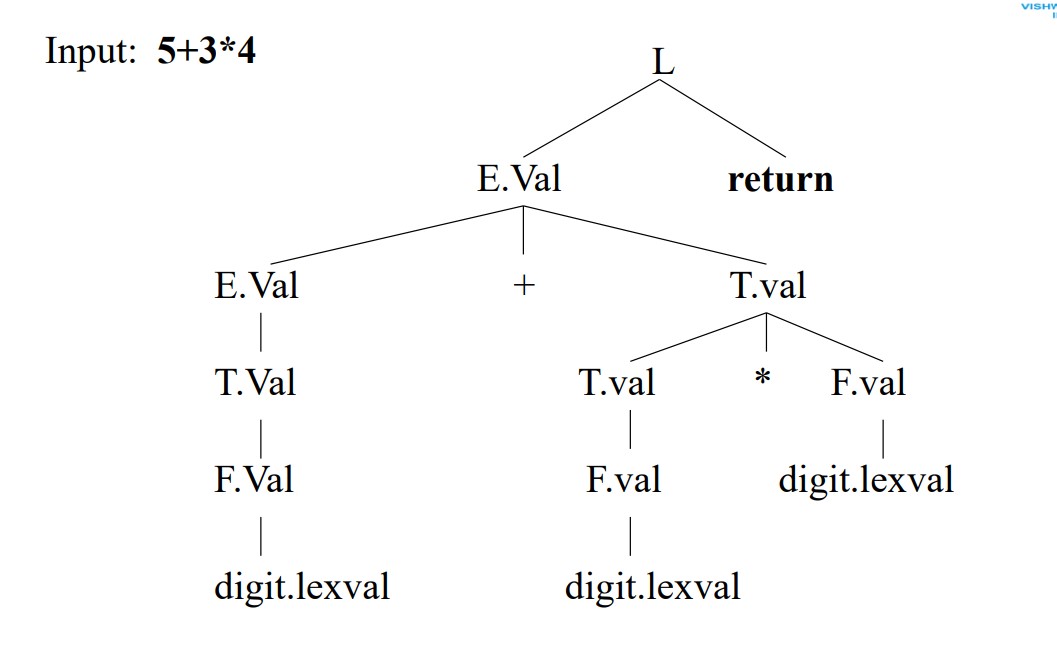 VISHW
Input: 5+3*4
L
E.Val return
E.Val + T.val
T.Val T.val * F.val
F.Val F.val digit.lexval
digit.lexval digit.lexval